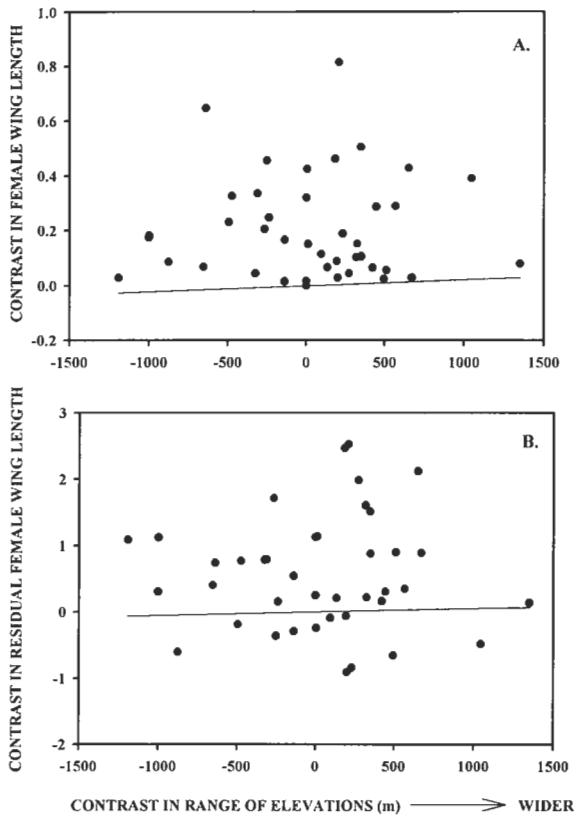 A.
CONTRAST IN FEMALE WING LENGTH
1.0
0.8
0.6
0.4
0.2
0.0
-0.2
-1500 -1000 -500 0 500 1000 1500
B.
CONTRAST IN RESIDUAL FEMALE WING LENGTH
3
2
1
0
-1
-2
-1500 -1000 -500 0 500 1000 1500
CONTRAST IN RANGE OF ELEVATIONS (m) WIDER